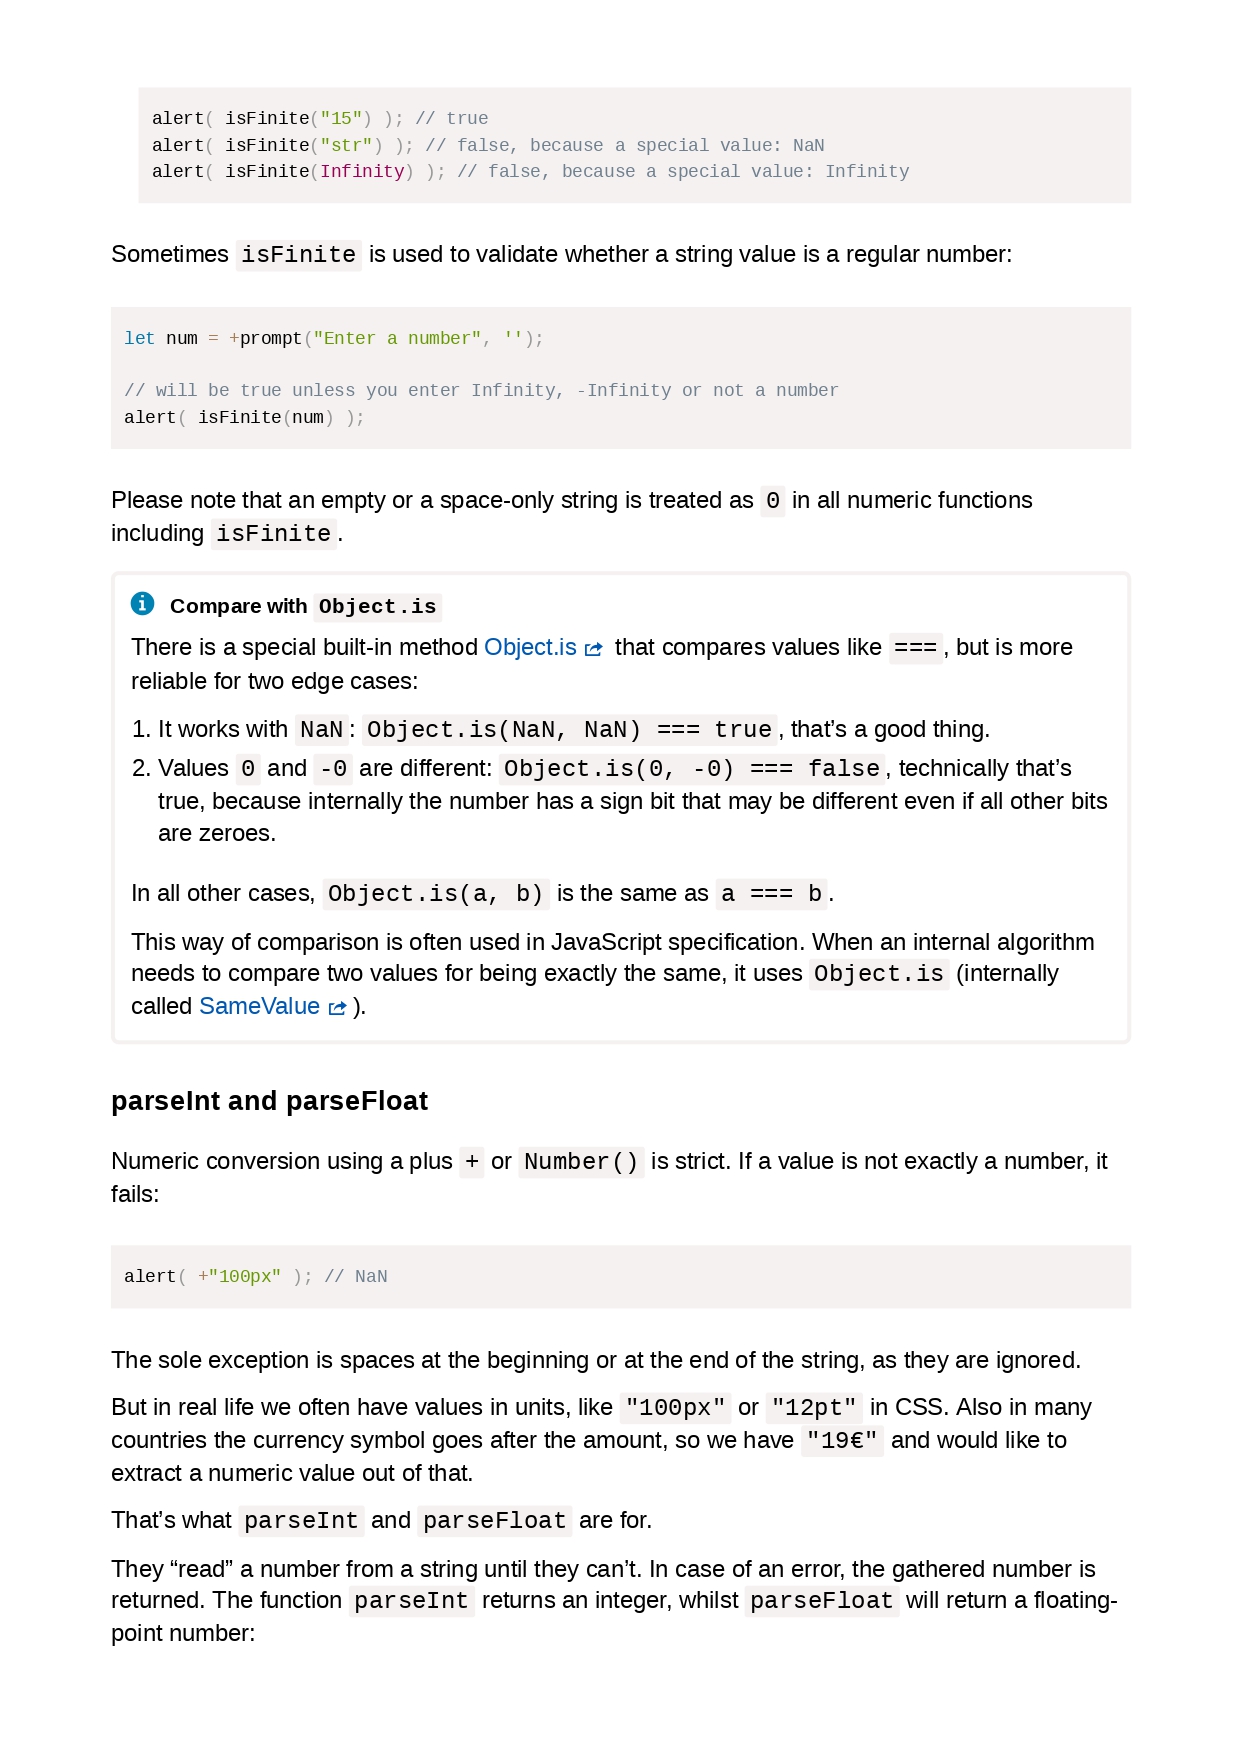 alert( isFinite("15") ); // true
alert( isFinite("str") ); // false, because a special value: NaN
alert( isFinite(Infinity) ); // false, because a special value: Infinity
Sometimes isFinite is used to validate whether a string value is a regular number:
let num = +prompt("Enter a number", '');
// will be true unless you enter Infinity, -Infinity or not a number
alert( isFinite(num) );
Please note that an empty or a space-only string is treated as 0 in all numeric functions
including isFinite.
Compare with Object.is
There is a special built-in method Object.is that compares values like ===, but is more
reliable for two edge cases:
1. It works with NaN: Object.is(NaN, NaN) === true, that’s a good thing.
2. Values 0 and -0 are different: Object.is(0, -0) === false, technically that’s
true, because internally the number has a sign bit that may be different even if all other bits
are zeroes.
In all other cases, Object.is(a, b) is the same as a === b.
This way of comparison is often used in JavaScript specification. When an internal algorithm
needs to compare two values for being exactly the same, it uses Object.is (internally
called SameValue ).
parseInt and parseFloat
Numeric conversion using a plus + or Number() is strict. If a value is not exactly a number, it
fails:
alert( +"100px" ); // NaN
The sole exception is spaces at the beginning or at the end of the string, as they are ignored.
But in real life we often have values in units, like "100px" or "12pt" in CSS. Also in many
countries the currency symbol goes after the amount, so we have "19€" and would like to
extract a numeric value out of that.
That’s what parseInt and parseFloat are for.
They “read” a number from a string until they can’t. In case of an error, the gathered number is
returned. The function parseInt returns an integer, whilst parseFloat will return a floating-
point number: